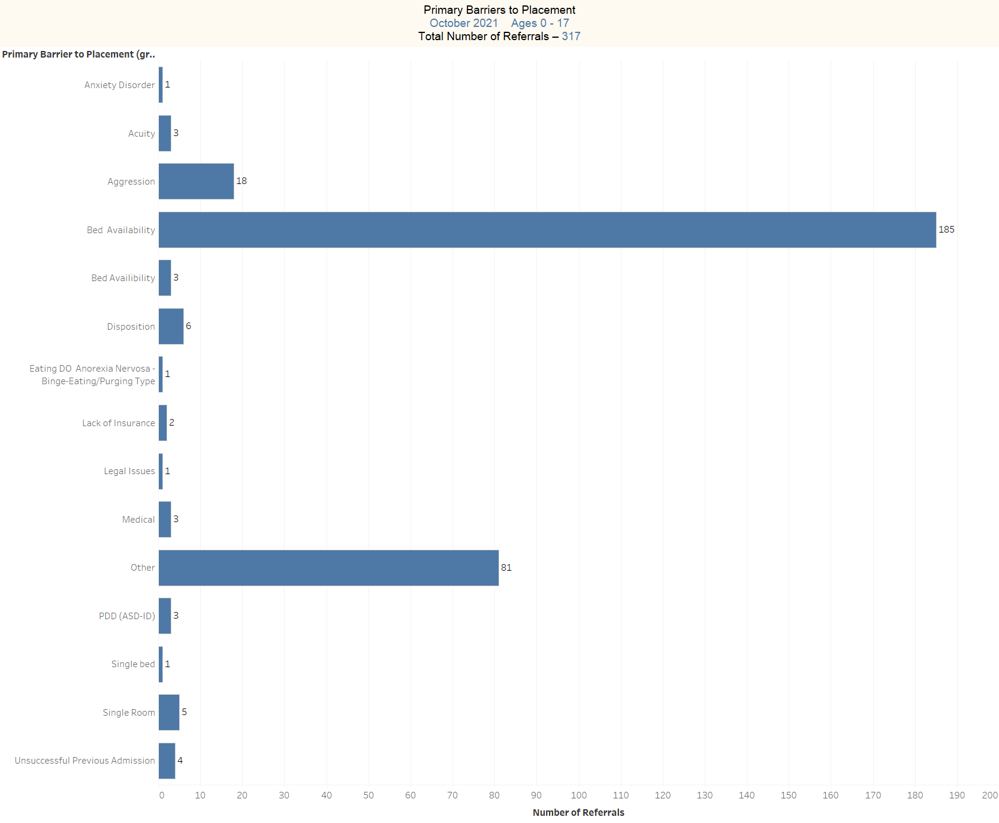 Primary Barriers to Placement
October 2021 Ages 0 - 17
Total Number of Referrals – 317
Primary Barrier to Placement (gr..
Anxiety Disorder 1
Acuity 3
Aggression 18
Bed  Availability 185
Bed Availibility 3
Disposition 6
Eating DO  Anorexia Nervosa -
Binge-Eating/Purging Type 1
Lack of Insurance 2
Legal Issues 1
Medical 3
Other 81
PDD (ASD-ID) 3
Single bed 1
Single Room 5
Unsuccessful Previous Admission 4
0 10 20 30 40 50 60 70 80 90 100 110 120 130 140 150 160 170 180 190 200
Number of Referrals